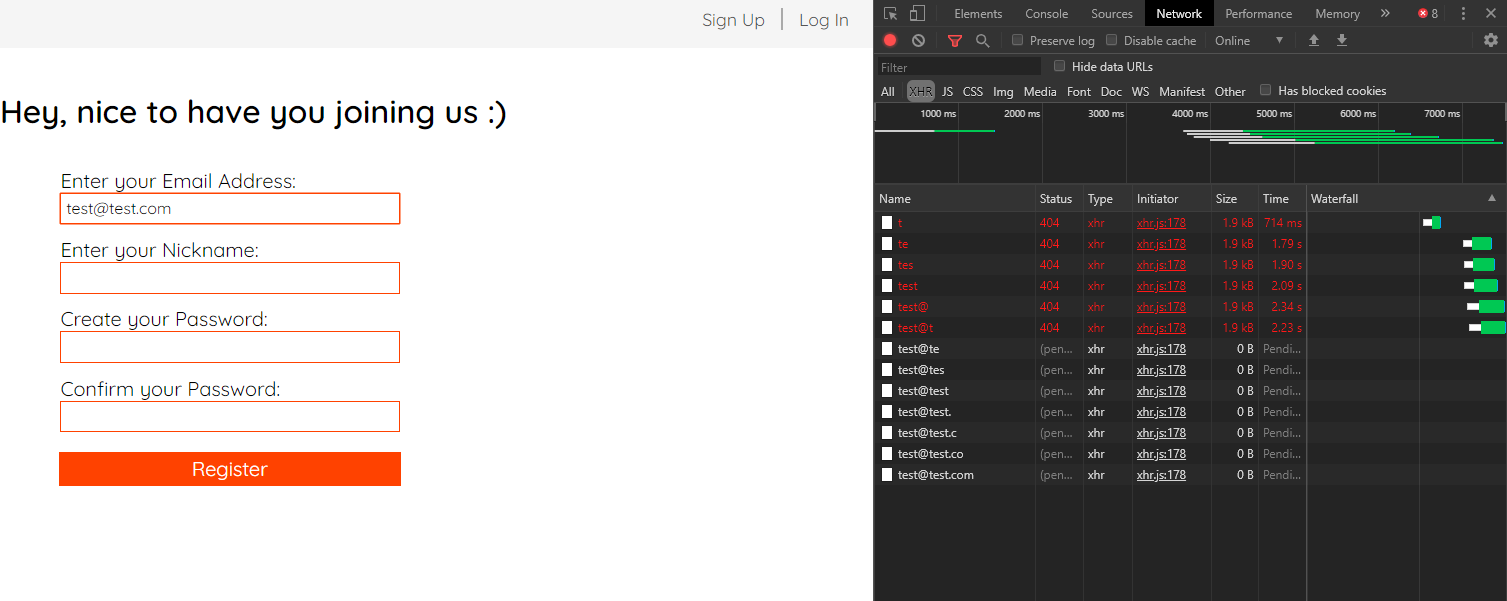 Sign Up | Log In
Hey, nice to have you joining us :)
Enter your Email Address:
test@test.com
Enter your Nickname:
Create your Password:
Confirm your Password:
Register
Elements Console Sources Network Performance Memory » 8
Preserve log Disable cache Online
Filter Hide data URLs
All XHR JS CSS Img Media Font Doc WS Manifest Other Has blocked cookies
1000 ms 2000 ms 3000 ms 4000 ms 5000 ms 6000 ms 7000 ms
Name Status Type Initiator Size Time Waterfall
t 404 xhr xhr.js:178 1.9 kB 714 ms
te 404 xhr xhr.js:178 1.9 kB 1.79 s
tes 404 xhr xhr.js:178 1.9 kB 1.90 s
test 404 xhr xhr.js:178 1.9 kB 2.09 s
test@ 404 xhr xhr.js:178 1.9 kB 2.34 s
test@t 404 xhr xhr.js:178 1.9 kB 2.23 s
test@te (pen... xhr xhr.js:178 0 B Pendi...
test@tes (pen... xhr xhr.js:178 0 B Pendi...
test@test (pen... xhr xhr.js:178 0 B Pendi...
test@test. (pen... xhr xhr.js:178 0 B Pendi...
test@test.c (pen... xhr xhr.js:178 0 B Pendi...
test@test.co (pen... xhr xhr.js:178 0 B Pendi...
test@test.com (pen... xhr xhr.js:178 0 B Pendi...